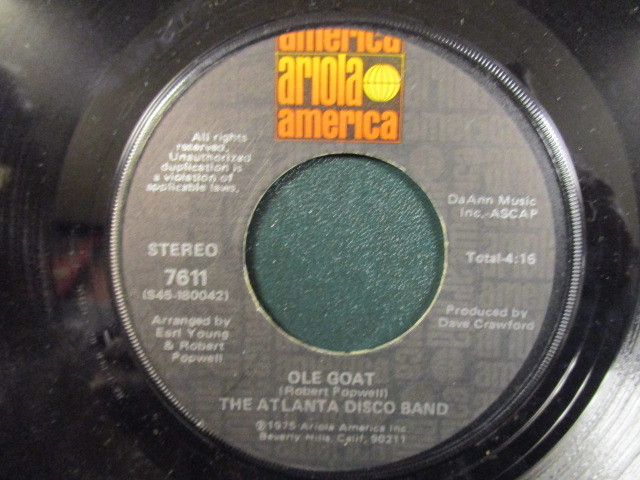 america
ariola
america
All rights
reserved.
Unauthorized
duplication is
a violation of
applicable laws.
DaAnn Music
Inc.-ASCAP
STEREO
7611
(S45-180042)
Total-4:16
Arranged by
Earl Young
& Robert
Popwell
Produced by
Dave Crawford
OLE GOAT
(Robert Popwell)
THE ATLANTA DISCO BAND
℗1975 Ariola America Inc.
Beverly Hills, Calif. 90211